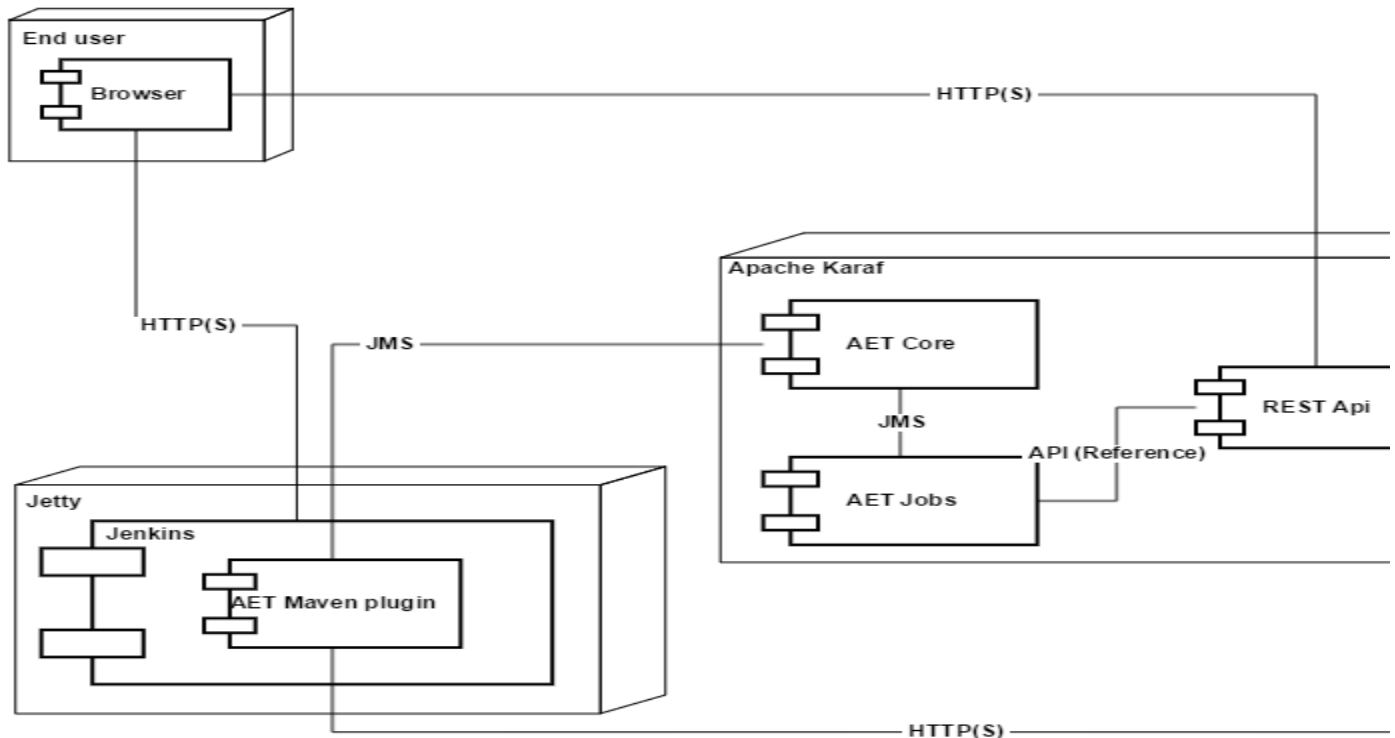 End user
Browser
HTTP(S)
Apache Karaf
HTTP(S)
JMS
AET Core
JMS
REST Api
API (Reference)
AET Jobs
Jetty
Jenkins
AET Maven plugin
HTTP(S)